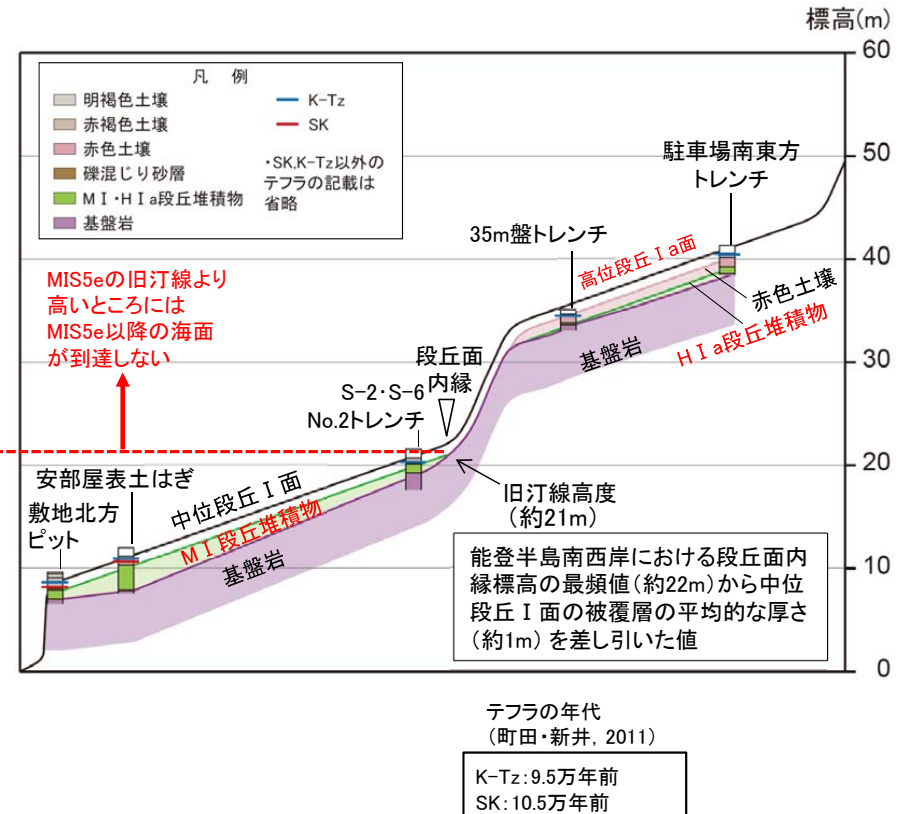 標高(m)
60
50
40
30
20
10
0
凡 例
明褐色土壌
赤褐色土壌
赤色土壌
礫混じり砂層
MⅠ・HⅠa段丘堆積物
基盤岩
K-Tz
SK
・SK,K-Tz以外の
テフラの記載は
省略
駐車場南東方
トレンチ
35m盤トレンチ
高位段丘Ⅰa面
赤色土壌
HⅠa段丘堆積物
基盤岩
MIS5eの旧汀線より
高いところには
MIS5e以降の海面
が到達しない
段丘面
内縁
S-2・S-6
No.2トレンチ
安部屋表土はぎ
敷地北方
ピット
中位段丘Ⅰ面
MⅠ段丘堆積物
基盤岩
旧汀線高度
(約21m)
能登半島南西岸における段丘面内
縁標高の最頻値(約22m)から中位
段丘Ⅰ面の被覆層の平均的な厚さ
(約1m)を差し引いた値
テフラの年代
(町田・新井, 2011)
K-Tz:9.5万年前
SK:10.5万年前